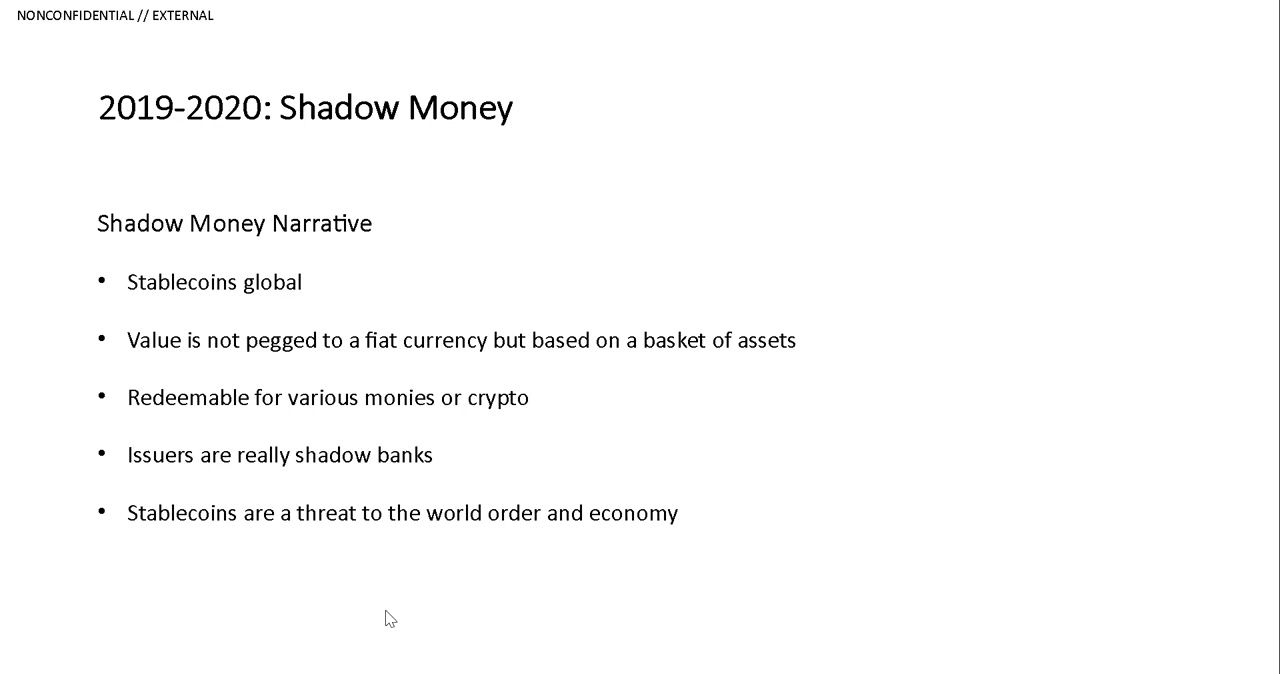 NONCONFIDENTIAL // EXTERNAL
2019-2020: Shadow Money
Shadow Money Narrative
• Stablecoins global
• Value is not pegged to a fiat currency but based on a basket of assets
• Redeemable for various monies or crypto
• Issuers are really shadow banks
• Stablecoins are a threat to the world order and economy